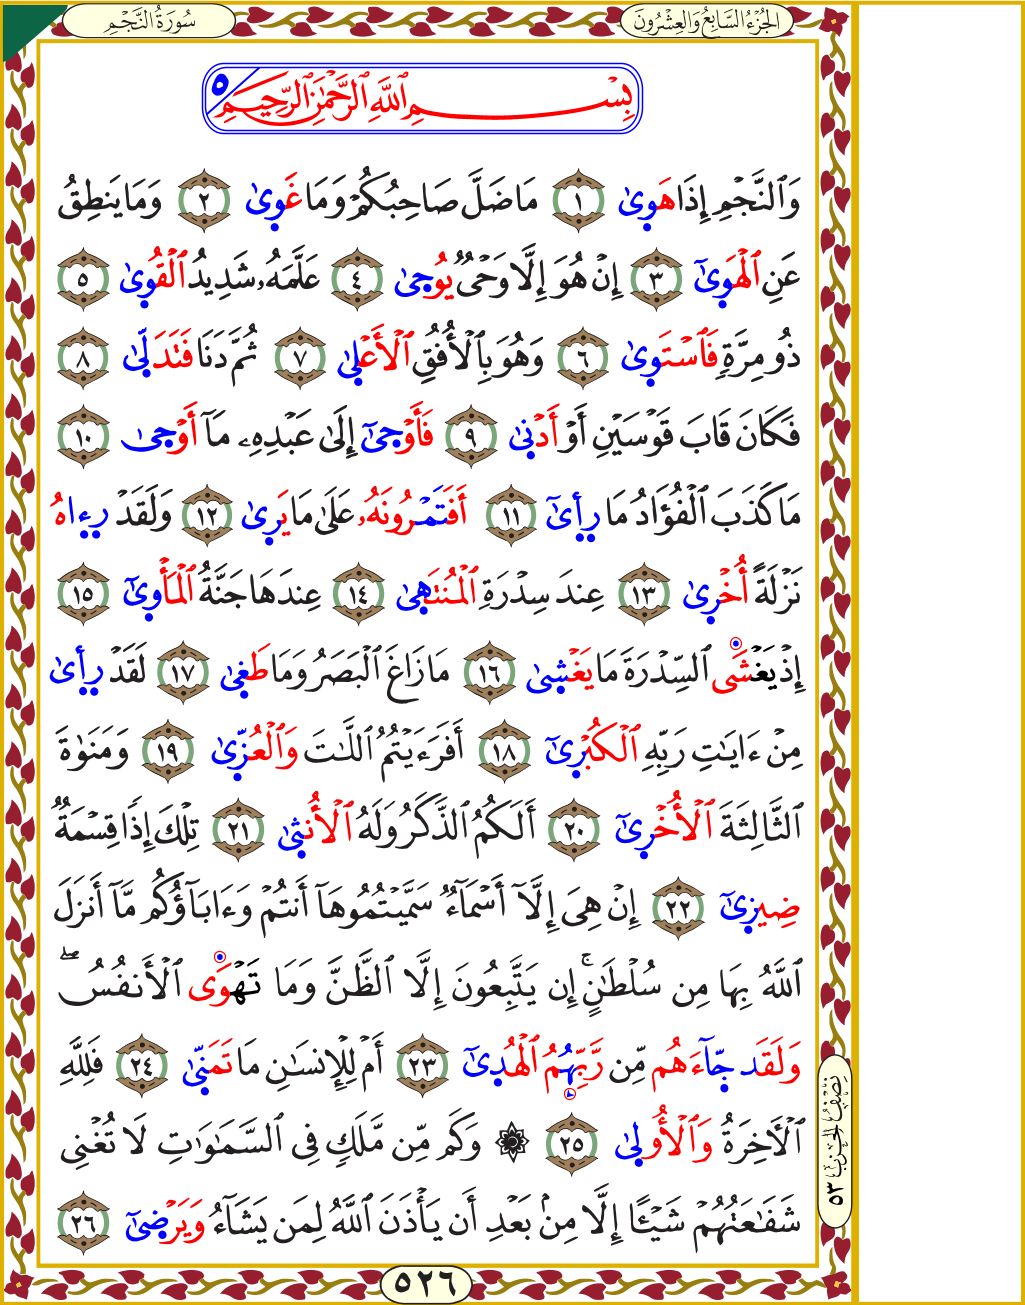 سُورَةُ النَّجْمِ
الجُزْءُ السَّابِعُ وَالعِشْرُونَ
بِسْمِ ٱللَّهِ ٱلرَّحْمَٰنِ ٱلرَّحِيمِ ٥
وَٱلنَّجْمِ إِذَا هَوِىٰ ١ مَا ضَلَّ صَاحِبُكُمْ وَمَا غَوِىٰ ٢ وَمَا يَنطِقُ
عَنِ ٱلْهَوِىٰٓ ٣ إِنْ هُوَ إِلَّا وَحْىٌ يُوحِىٰ ٤ عَلَّمَهُۥ شَدِيدُ ٱلْقُوِىٰ ٥
ذُو مِرَّةٍ فَٱسْتَوِىٰ ٦ وَهُوَ بِٱلْأُفُقِ ٱلْأَعْلِىٰ ٧ ثُمَّ دَنَا فَتَدَلِّىٰ ٨
فَكَانَ قَابَ قَوْسَيْنِ أَوْ أَدْنِىٰ ٩ فَأَوْحِىٰٓ إِلَىٰ عَبْدِهِۦ مَآ أَوْحِىٰ ١٠
مَا كَذَبَ ٱلْفُؤَادُ مَا رِأِىٰٓ ١١ أَفَتَمْرُونَهُۥ عَلَىٰ مَا يَرِىٰ ١٢ وَلَقَدْ رِءِاهُ
نَزْلَةً أُخْرِىٰ ١٣ عِندَ سِدْرَةِ ٱلْمُنتَهِىٰ ١٤ عِندَهَا جَنَّةُ ٱلْمَأْوِىٰٓ ١٥
إِذْ يَغْشَى ٱلسِّدْرَةَ مَا يَغْشِىٰ ١٦ مَا زَاغَ ٱلْبَصَرُ وَمَا طَغِىٰ ١٧ لَقَدْ رِأِىٰ
مِنْ ءَايَٰتِ رَبِّهِ ٱلْكُبْرِىٰٓ ١٨ أَفَرَءَيْتُمُ ٱللَّٰتَ وَٱلْعُزِّىٰ ١٩ وَمَنَوٰةَ
ٱلثَّالِثَةَ ٱلْأُخْرِىٰٓ ٢٠ أَلَكُمُ ٱلذَّكَرُ وَلَهُ ٱلْأُنثِىٰ ٢١ تِلْكَ إِذًا قِسْمَةٌ
ضِيزِىٰٓ ٢٢ إِنْ هِىَ إِلَّآ أَسْمَآءٌ سَمَّيْتُمُوهَآ أَنتُمْ وَءَابَآؤُكُم مَّآ أَنزَلَ
ٱللَّهُ بِهَا مِن سُلْطَٰنٍ ۚ إِن يَتَّبِعُونَ إِلَّا ٱلظَّنَّ وَمَا تَهْوَى ٱلْأَنفُسُ ۖ
وَلَقَد جِّآءَهُم مِّن رَّبِّهُمُ ٱلْهُدِىٰٓ ٢٣ أَمْ لِلْإِنسَٰنِ مَا تَمَنِّىٰ ٢٤ فَلِلَّهِ
ٱلْأَخِرَةُ وَٱلْأُولِىٰ ٢٥ ۞ وَكَم مِّن مَّلَكٍ فِى ٱلسَّمَٰوَٰتِ لَا تُغْنِى
شَفَٰعَتُهُمْ شَيْـًٔا إِلَّا مِنۢ بَعْدِ أَن يَأْذَنَ ٱللَّهُ لِمَن يَشَآءُ وَيَرْضِىٰٓ ٢٦
نِصْفُ الحِزْبِ ٥٣
٥٢٦